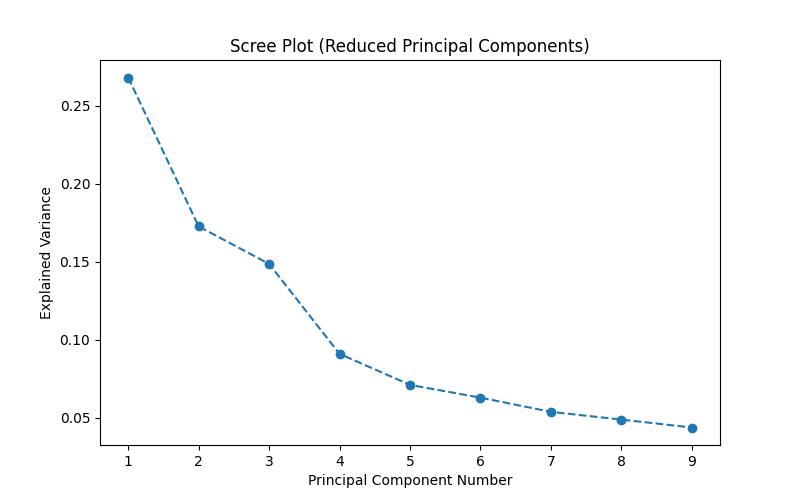 Scree Plot (Reduced Principal Components)
0.25
0.20
0.15
0.10
0.05
Explained Variance
1 2 3 4 5 6 7 8 9
Principal Component Number